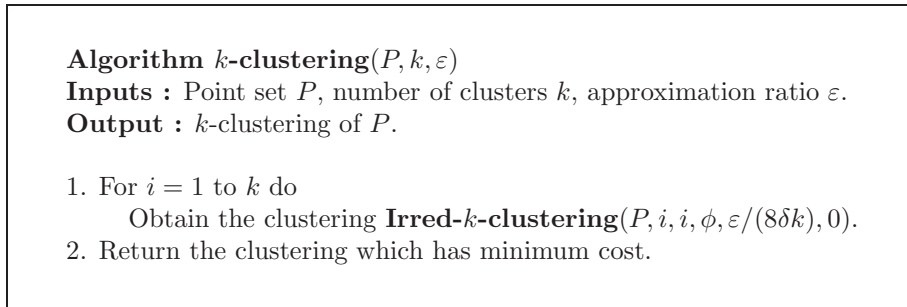 Algorithm k-clustering(P, k, ε)
Inputs : Point set P, number of clusters k, approximation ratio ε.
Output : k-clustering of P.
1. For i = 1 to k do
Obtain the clustering Irred-k-clustering(P, i, i, ϕ, ε/(8δk), 0).
2. Return the clustering which has minimum cost.